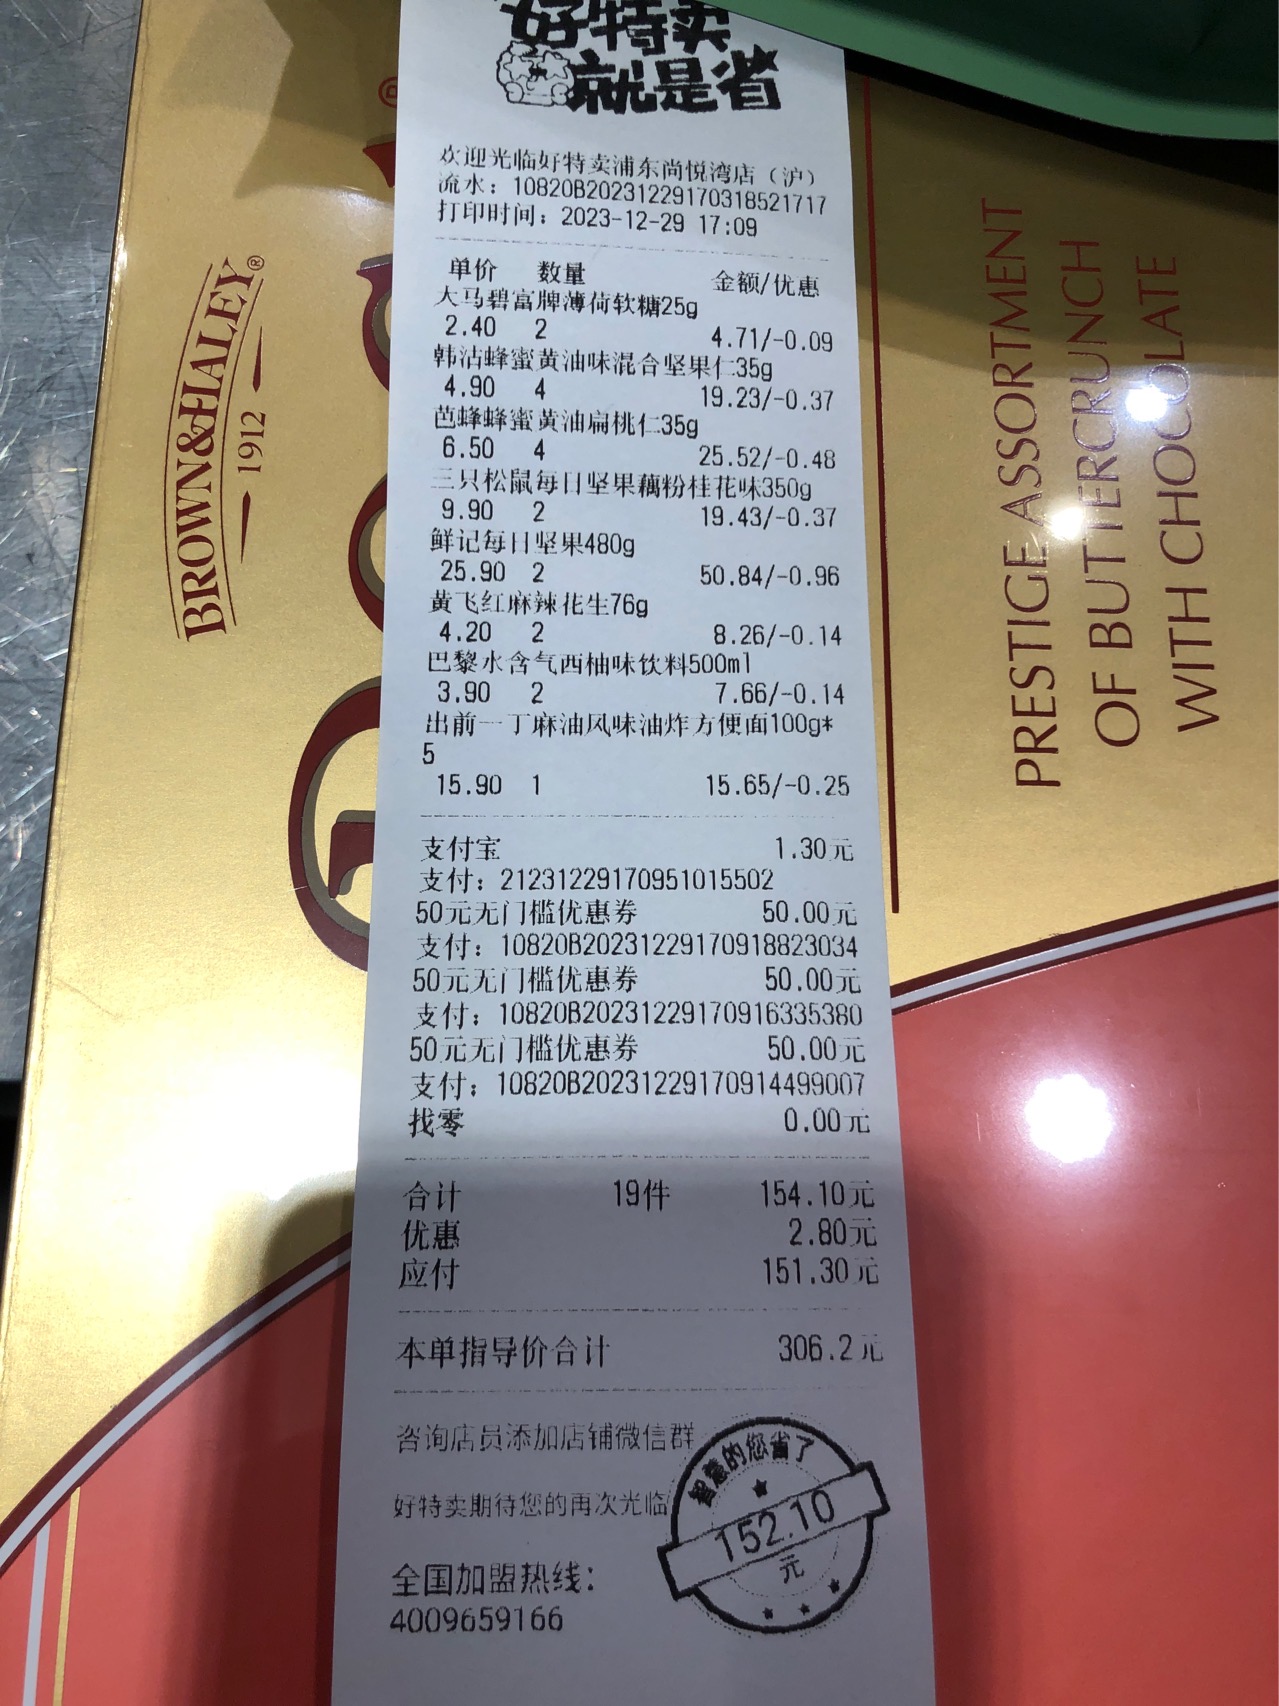 好特卖
就是省
欢迎光临好特卖浦东尚悦湾店（沪）
流水：10820B20231229170318521717
打印时间：2023-12-29 17:09
单价 数量 金额/优惠
大马碧富牌薄荷软糖25g
2.40 2 4.71/-0.09
韩沽蜂蜜黄油味混合坚果仁35g
4.90 4 19.23/-0.37
芭蜂蜂蜜黄油扁桃仁35g
6.50 4 25.52/-0.48
三只松鼠每日坚果藕粉桂花味350g
9.90 2 19.43/-0.37
鲜记每日坚果480g
25.90 2 50.84/-0.96
黄飞红麻辣花生76g
4.20 2 8.26/-0.14
巴黎水含气西柚味饮料500ml
3.90 2 7.66/-0.14
出前一丁麻油风味油炸方便面100g*
5
15.90 1 15.65/-0.25
支付宝 1.30元
支付：21231229170951015502
50元无门槛优惠券 50.00元
支付：10820B20231229170918823034
50元无门槛优惠券 50.00元
支付：10820B20231229170916335380
50元无门槛优惠券 50.00元
支付：10820B20231229170914499007
找零 0.00元
合计 19件 154.10元
优惠 2.80元
应付 151.30元
本单指导价合计 306.2元
咨询店员添加店铺微信群
好特卖期待您的再次光临
全国加盟热线：
4009659166
智慧的您省了
152.10
元
BROWN&HALEY®
1912
PRESTIGE ASSORTMENT
OF BUTTERCRUNCH
WITH CHOCOLATE